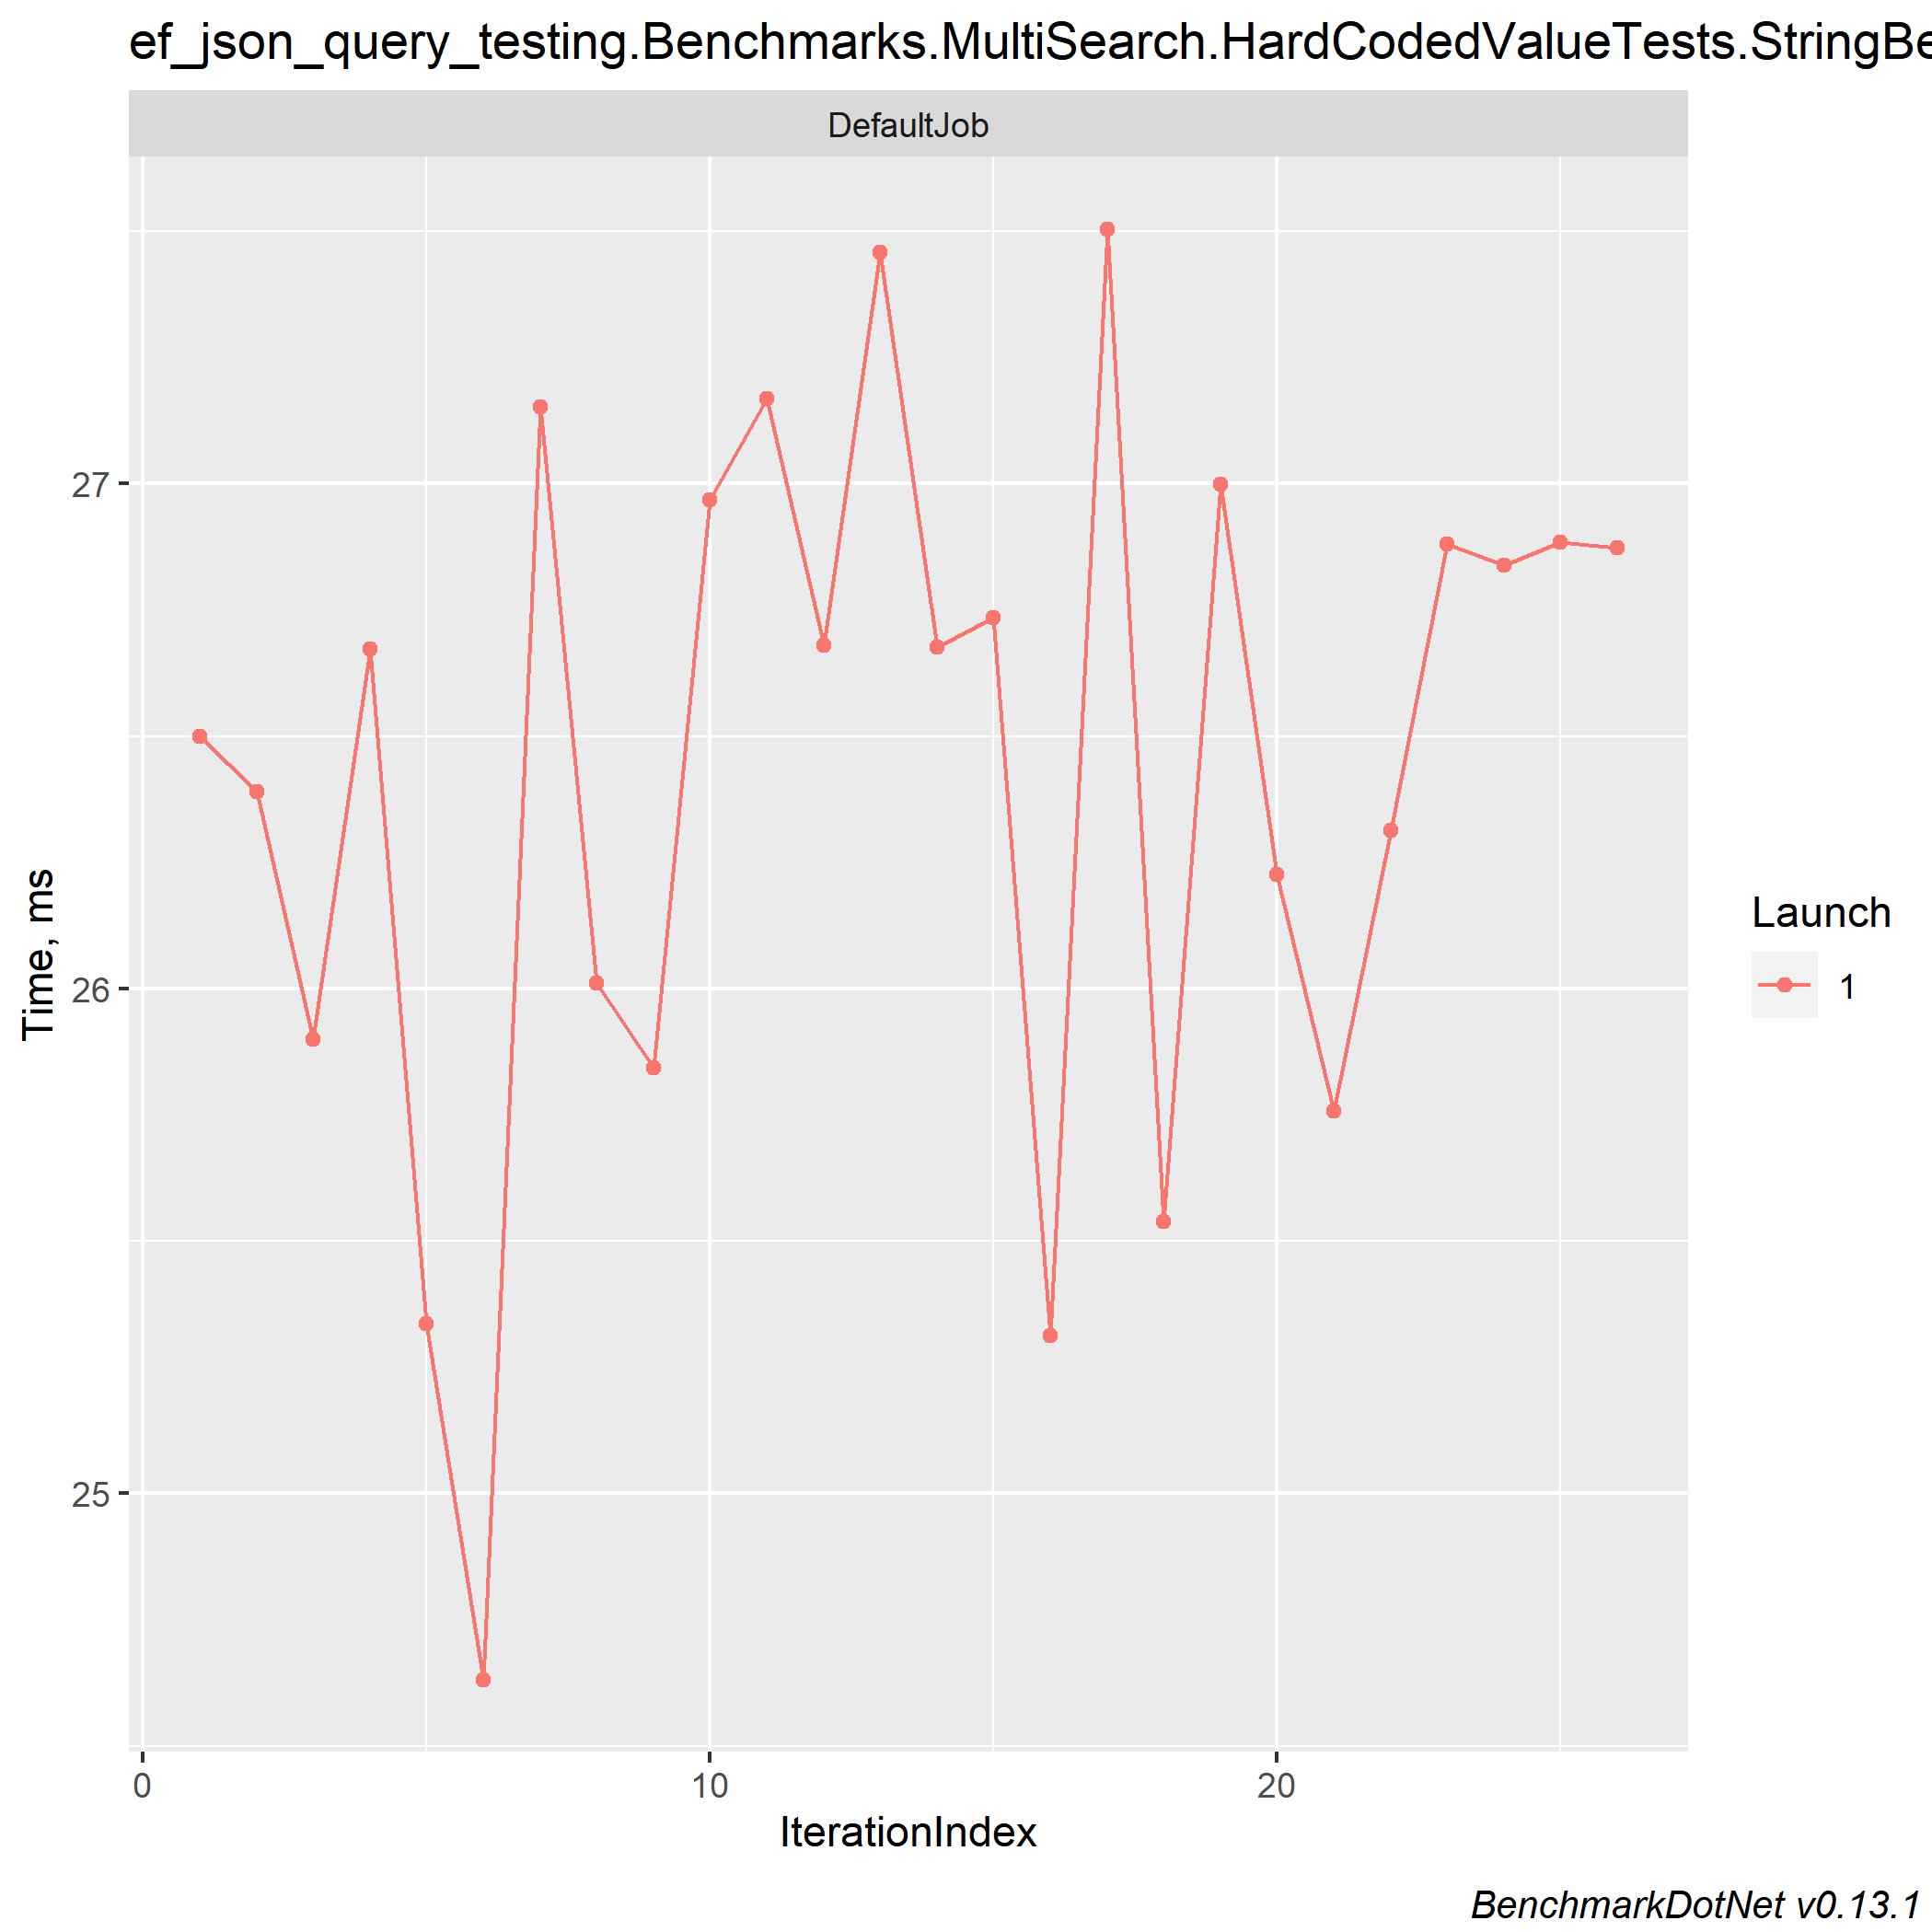 ef_json_query_testing.Benchmarks.MultiSearch.HardCodedValueTests.StringBe
DefaultJob
27
26
25
Time, ms
0 10 20
IterationIndex
Launch
1
BenchmarkDotNet v0.13.1